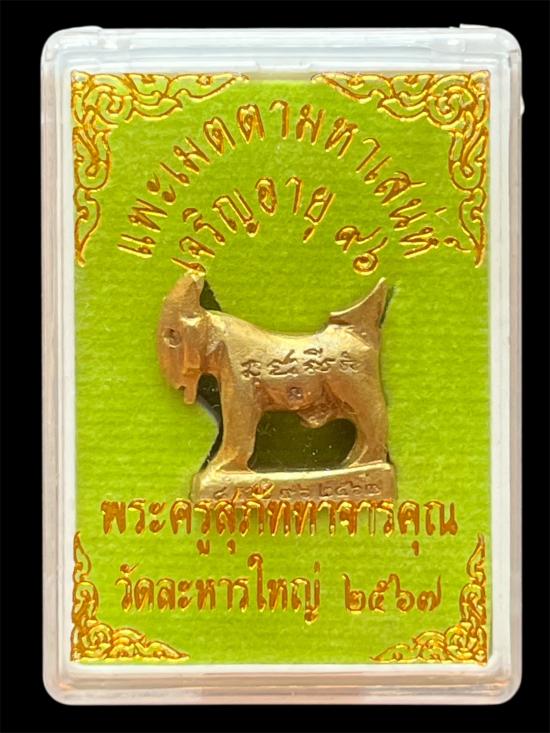 แพะเมตตามหาเสน่ห์
เจริญอายุ ๙๖
พระครูสุภัททาจารคุณ
วัดละหารใหญ่ ๒๕๖๗